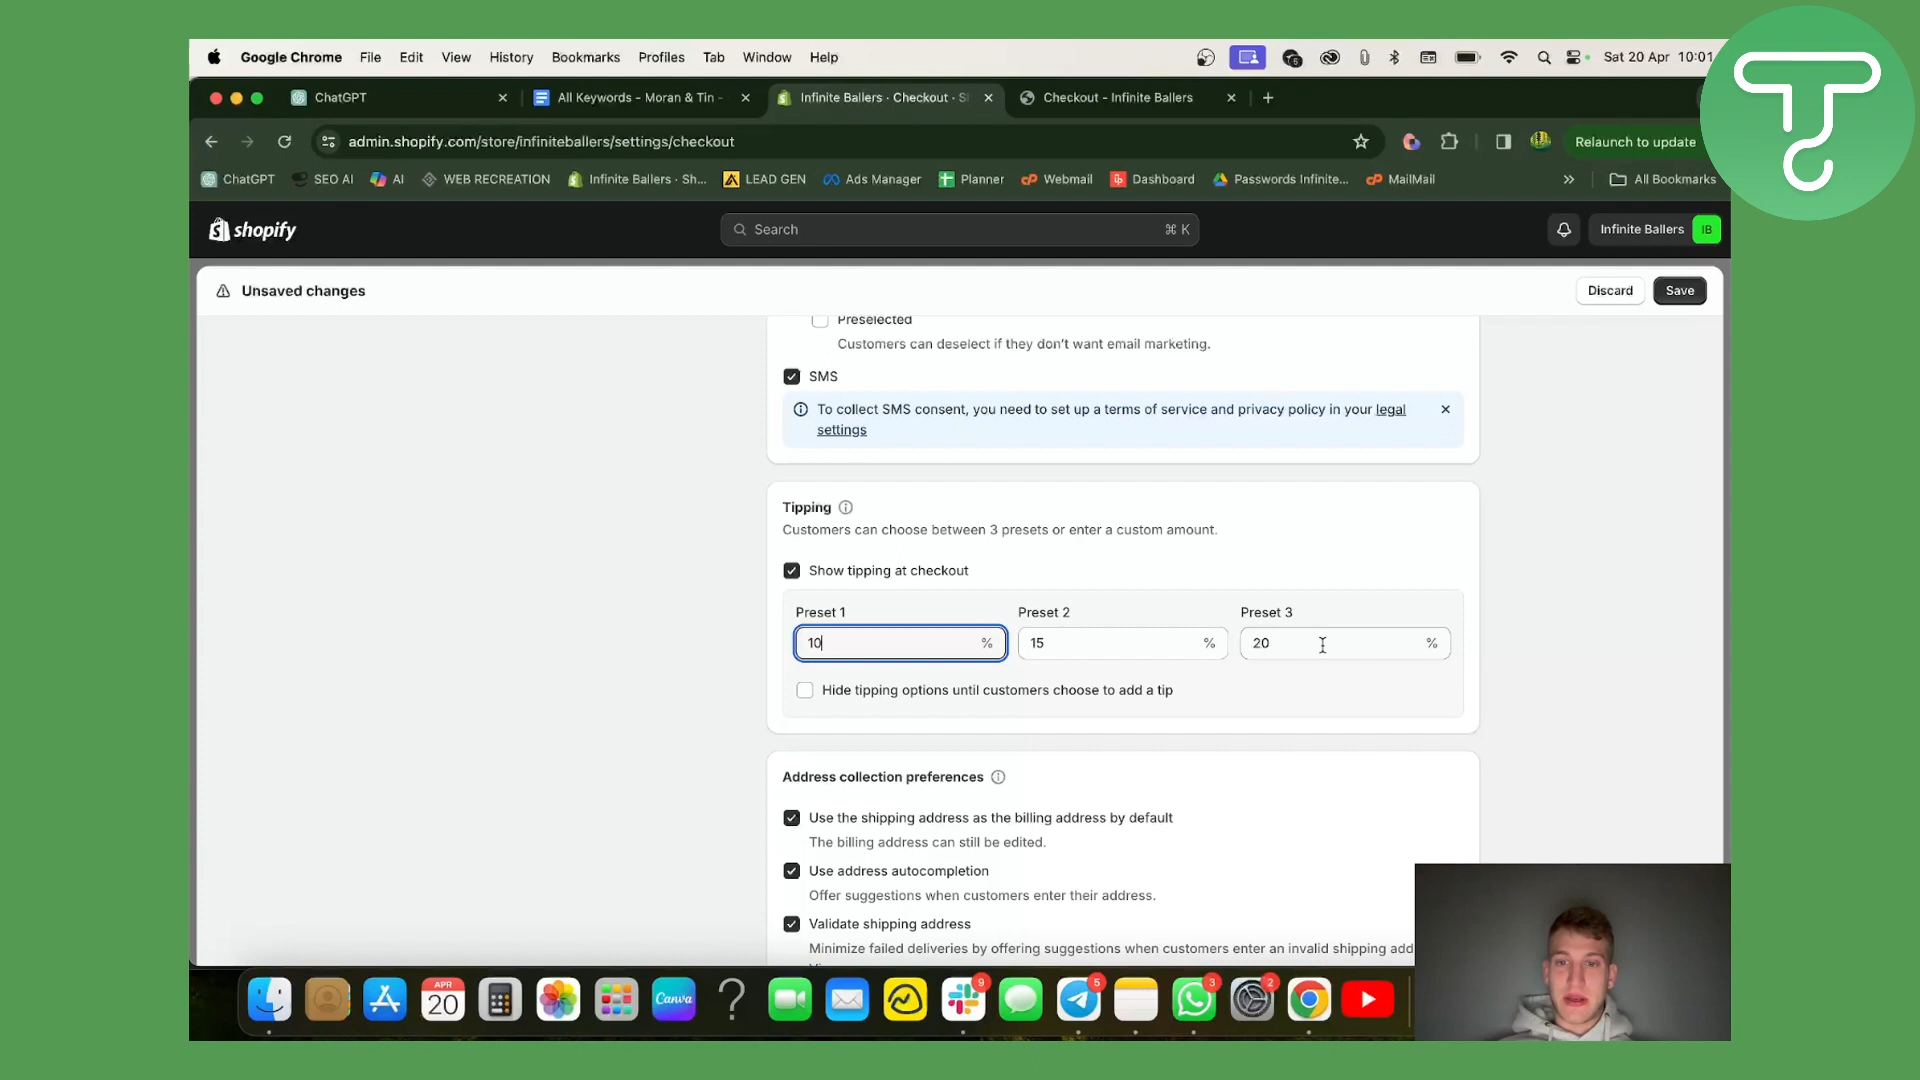 Google Chrome File Edit View History Bookmarks Profiles Tab Window Help Sat 20 Apr 10:01
ChatGPT All Keywords - Moran & Tin - Infinite Ballers · Checkout · S Checkout - Infinite Ballers
admin.shopify.com/store/infiniteballers/settings/checkout Relaunch to update
ChatGPT SEO AI AI WEB RECREATION Infinite Ballers · Sh... LEAD GEN Ads Manager Planner Webmail Dashboard Passwords Infinite... MailMail » All Bookmarks
shopify Search ⌘ K Infinite Ballers IB
Unsaved changes Discard Save
Preselected
Customers can deselect if they don't want email marketing.
SMS
To collect SMS consent, you need to set up a terms of service and privacy policy in your legal
settings
Tipping
Customers can choose between 3 presets or enter a custom amount.
Show tipping at checkout
Preset 1 Preset 2 Preset 3
10 % 15 % 20 %
Hide tipping options until customers choose to add a tip
Address collection preferences
Use the shipping address as the billing address by default
The billing address can still be edited.
Use address autocompletion
Offer suggestions when customers enter their address.
Validate shipping address
Minimize failed deliveries by offering suggestions when customers enter an invalid shipping add
APR
20
Canva
9
5
3
2